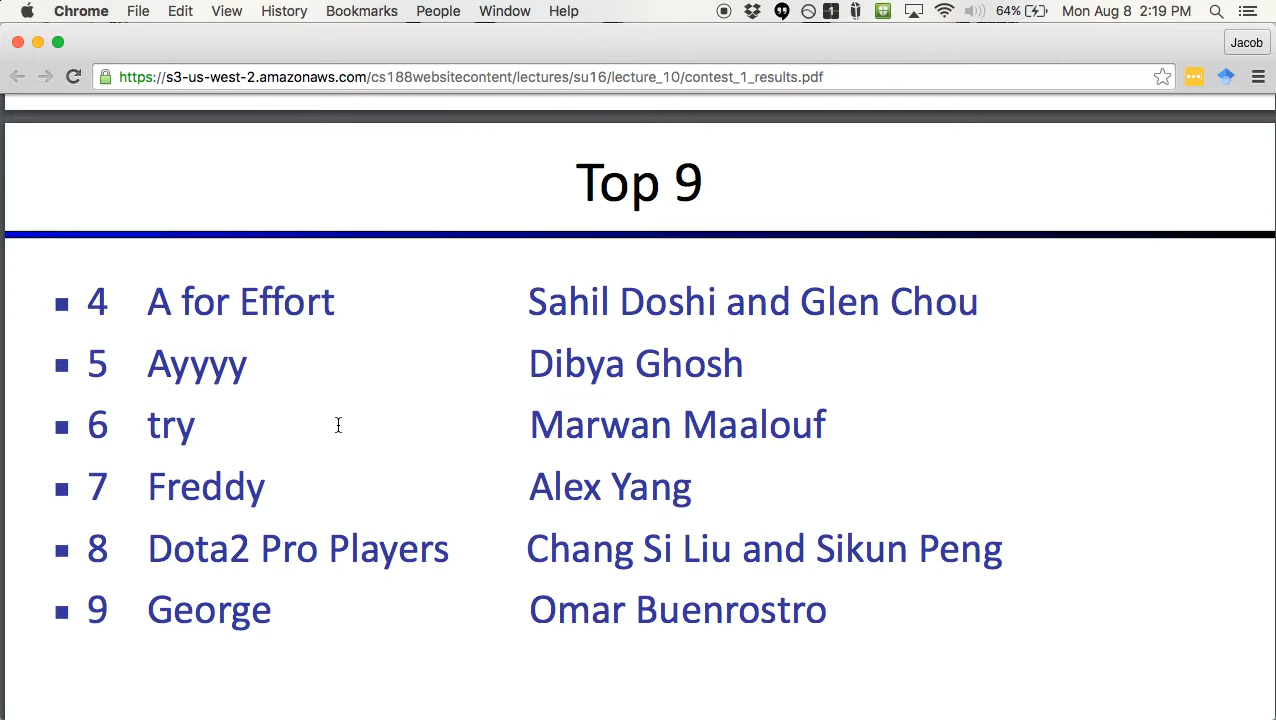 Chrome File Edit View History Bookmarks People Window Help 1 64% Mon Aug 8 2:19 PM
Jacob
https://s3-us-west-2.amazonaws.com/cs188websitecontent/lectures/su16/lecture_10/contest_1_results.pdf
Top 9
4 A for Effort Sahil Doshi and Glen Chou
5 Ayyyy Dibya Ghosh
6 try Marwan Maalouf
7 Freddy Alex Yang
8 Dota2 Pro Players Chang Si Liu and Sikun Peng
9 George Omar Buenrostro